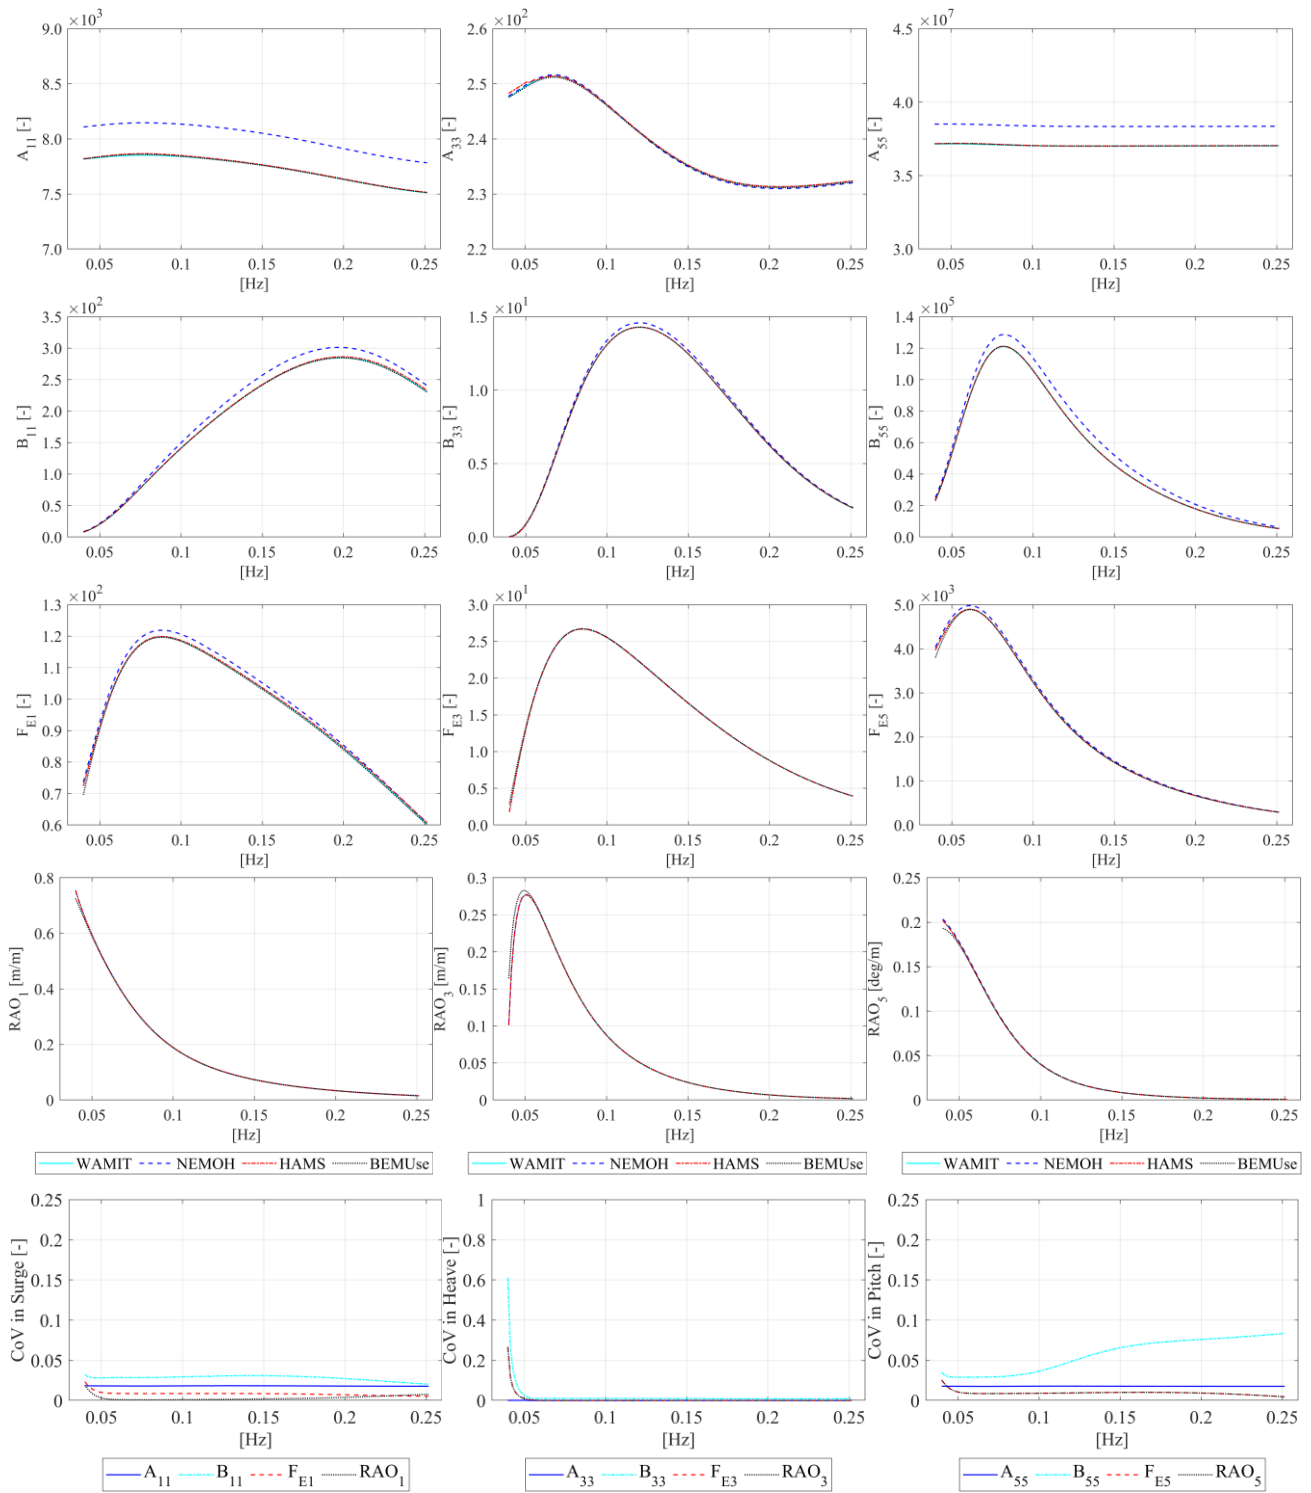 ×10³ ×10² ×10⁷
9.0 8.5 8.0 7.5 7.0
A₁₁ [-]
0.05 0.1 0.15 0.2 0.25
[Hz]
2.6 2.5 2.4 2.3 2.2
A₃₃ [-]
0.05 0.1 0.15 0.2 0.25
[Hz]
4.5 4.0 3.5 3.0
A₅₅ [-]
0.05 0.1 0.15 0.2 0.25
[Hz]
×10² ×10¹ ×10⁵
3.5 3.0 2.5 2.0 1.5 1.0 0.5 0.0
B₁₁ [-]
0.05 0.1 0.15 0.2 0.25
[Hz]
1.5 1.0 0.5 0.0
B₃₃ [-]
0.05 0.1 0.15 0.2 0.25
[Hz]
1.4 1.2 1.0 0.8 0.6 0.4 0.2 0.0
B₅₅ [-]
0.05 0.1 0.15 0.2 0.25
[Hz]
×10² ×10¹ ×10³
1.3 1.2 1.1 1.0 0.9 0.8 0.7 0.6
F_E1 [-]
0.05 0.1 0.15 0.2 0.25
[Hz]
3.0 2.5 2.0 1.5 1.0 0.5 0.0
F_E3 [-]
0.05 0.1 0.15 0.2 0.25
[Hz]
5.0 4.0 3.0 2.0 1.0 0.0
F_E5 [-]
0.05 0.1 0.15 0.2 0.25
[Hz]
0.8 0.6 0.4 0.2 0
RAO₁ [m/m]
0.05 0.1 0.15 0.2 0.25
[Hz]
0.3 0.25 0.2 0.15 0.1 0.05 0
RAO₃ [m/m]
0.05 0.1 0.15 0.2 0.25
[Hz]
0.25 0.2 0.15 0.1 0.05 0
RAO₅ [deg/m]
0.05 0.1 0.15 0.2 0.25
[Hz]
WAMIT NEMOH HAMS BEMUse
WAMIT NEMOH HAMS BEMUse
WAMIT NEMOH HAMS BEMUse
0.25 0.2 0.15 0.1 0.05 0
CoV in Surge [-]
0.05 0.1 0.15 0.2 0.25
[Hz]
1 0.8 0.6 0.4 0.2 0
CoV in Heave [-]
0.05 0.1 0.15 0.2 0.25
[Hz]
0.25 0.2 0.15 0.1 0.05 0
CoV in Pitch [-]
0.05 0.1 0.15 0.2 0.25
[Hz]
A₁₁ B₁₁ F_E1 RAO₁
A₃₃ B₃₃ F_E3 RAO₃
A₅₅ B₅₅ F_E5 RAO₅